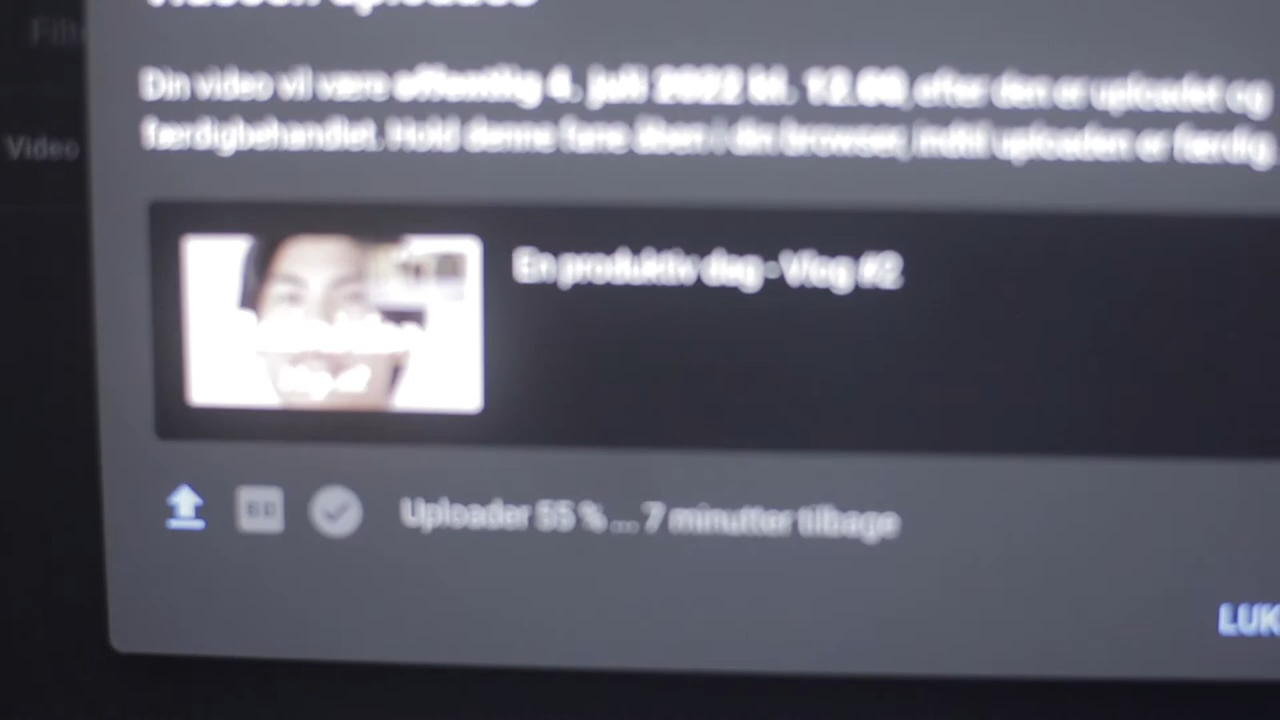 Video
Din video vil være offentlig 4. juli 2022 kl. 12.00, efter den er uploadet og
færdigbehandlet. Hold denne fane åben i din browser, indtil uploaden er færdig.
En produktiv dag - Vlog #2
Uploader 55 % ... 7 minutter tilbage
LUK